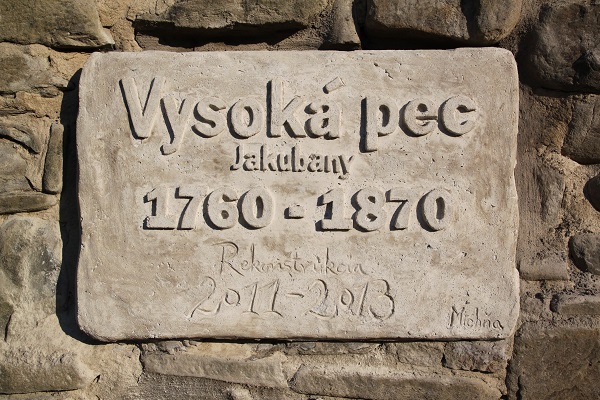 Vysoká pec
Jakubany
1760-1870
Rekonštrukcia
2011-2013
Michna